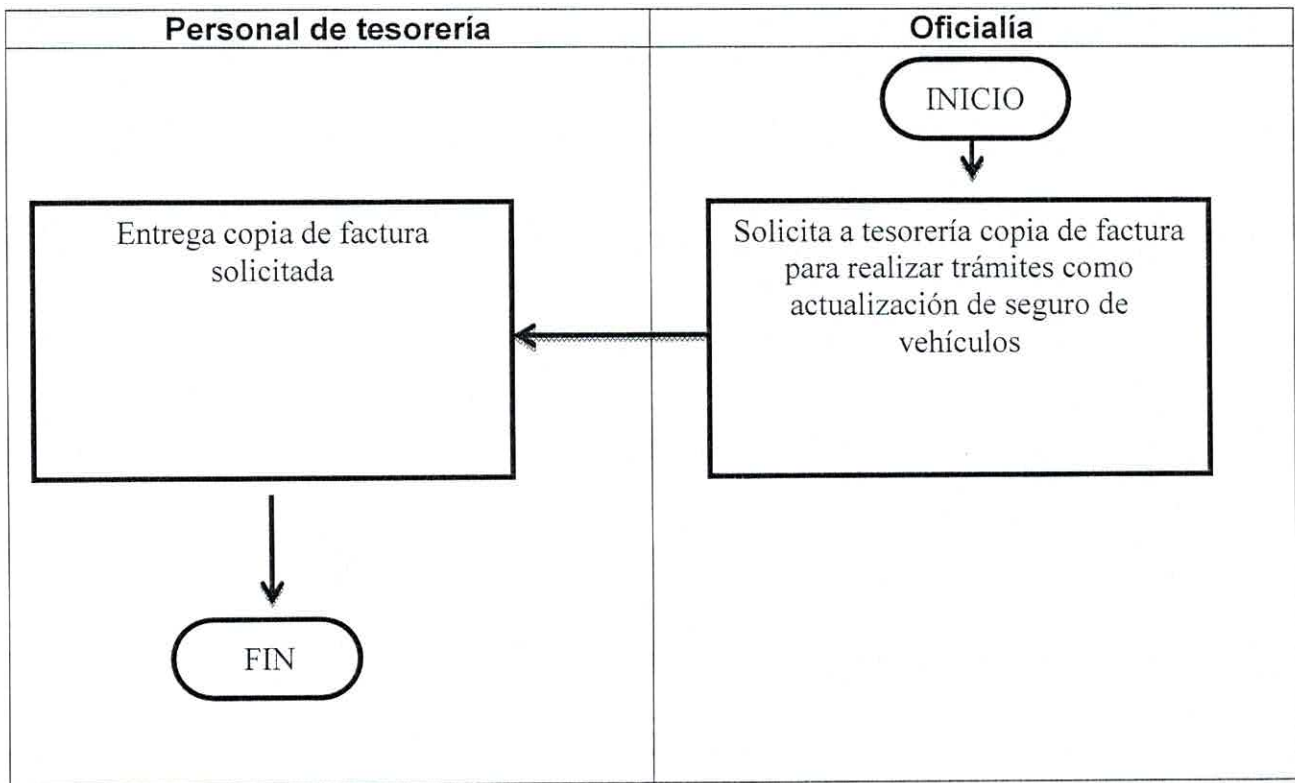 Personal de tesorería
Oficialía
INICIO
Solicita a tesorería copia de factura
para realizar trámites como
actualización de seguro de
vehículos
Entrega copia de factura
solicitada
FIN